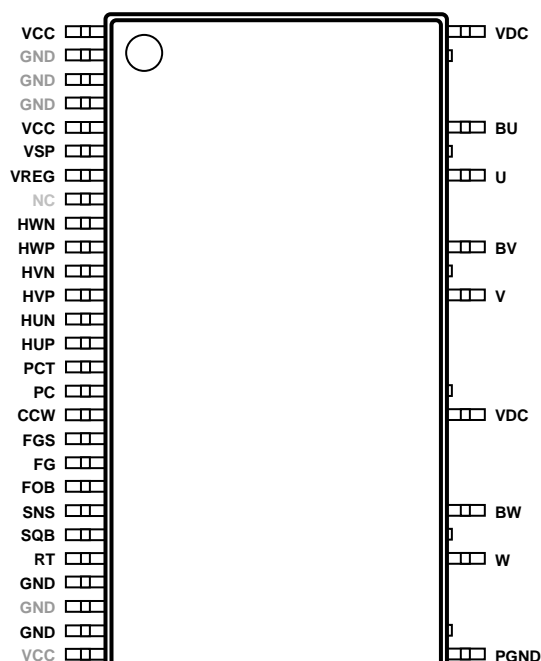 VCC
GND
GND
GND
VCC
VSP
VREG
NC
HWN
HWP
HVN
HVP
HUN
HUP
PCT
PC
CCW
FGS
FG
FOB
SNS
SQB
RT
GND
GND
GND
VCC
VDC
BU
U
BV
V
VDC
BW
W
PGND